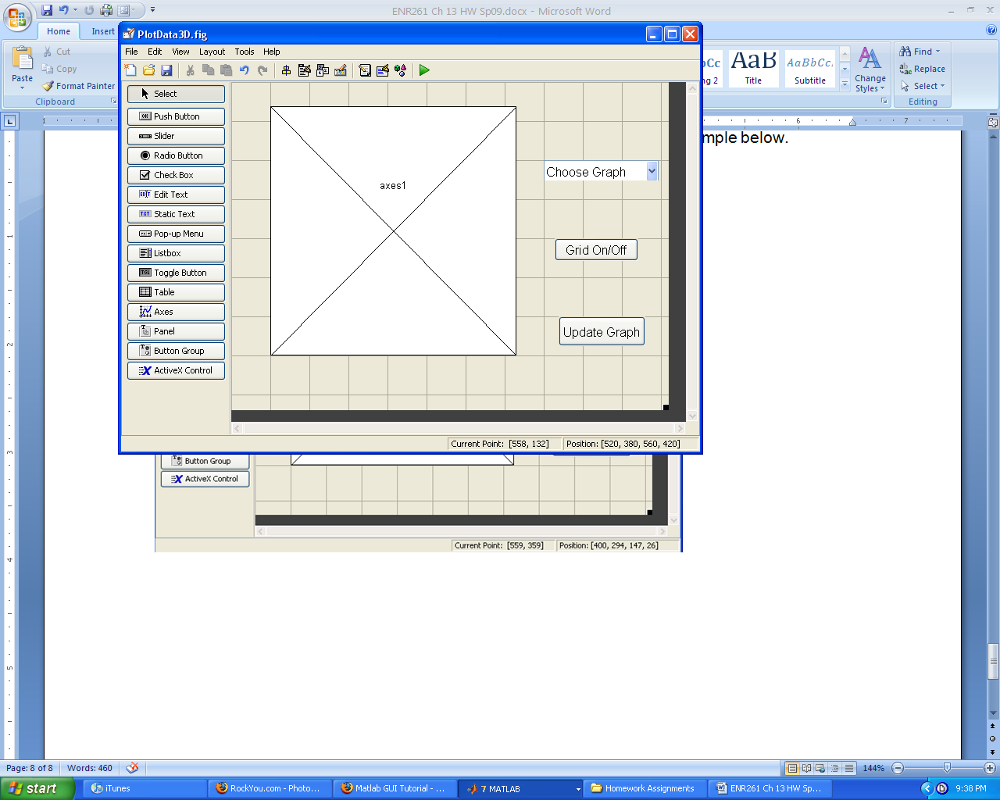 ENR261 Ch 13 HW Sp09.docx - Microsoft Word
Home
Insert
Paste
Cut
Copy
Format Painter
Clipboard
Title
Subtitle
Change Styles
Find
Replace
Select
Editing
PlotData3D.fig
File Edit View Layout Tools Help
Select
Push Button
Slider
Radio Button
Check Box
Edit Text
Static Text
Pop-up Menu
Listbox
Toggle Button
Table
Axes
Panel
Button Group
ActiveX Control
axes1
Choose Graph
Grid On/Off
Update Graph
Current Point: [558, 132] Position: [520, 380, 560, 420]
mple below.
Button Group
ActiveX Control
Current Point: [559, 359] Position: [400, 294, 147, 26]
Page: 8 of 8 Words: 460 144%
start iTunes RockYou.com - Photo... Matlab GUI Tutorial - ... 7 MATLAB Homework Assignments ENR261 Ch 13 HW Sp... 9:38 PM